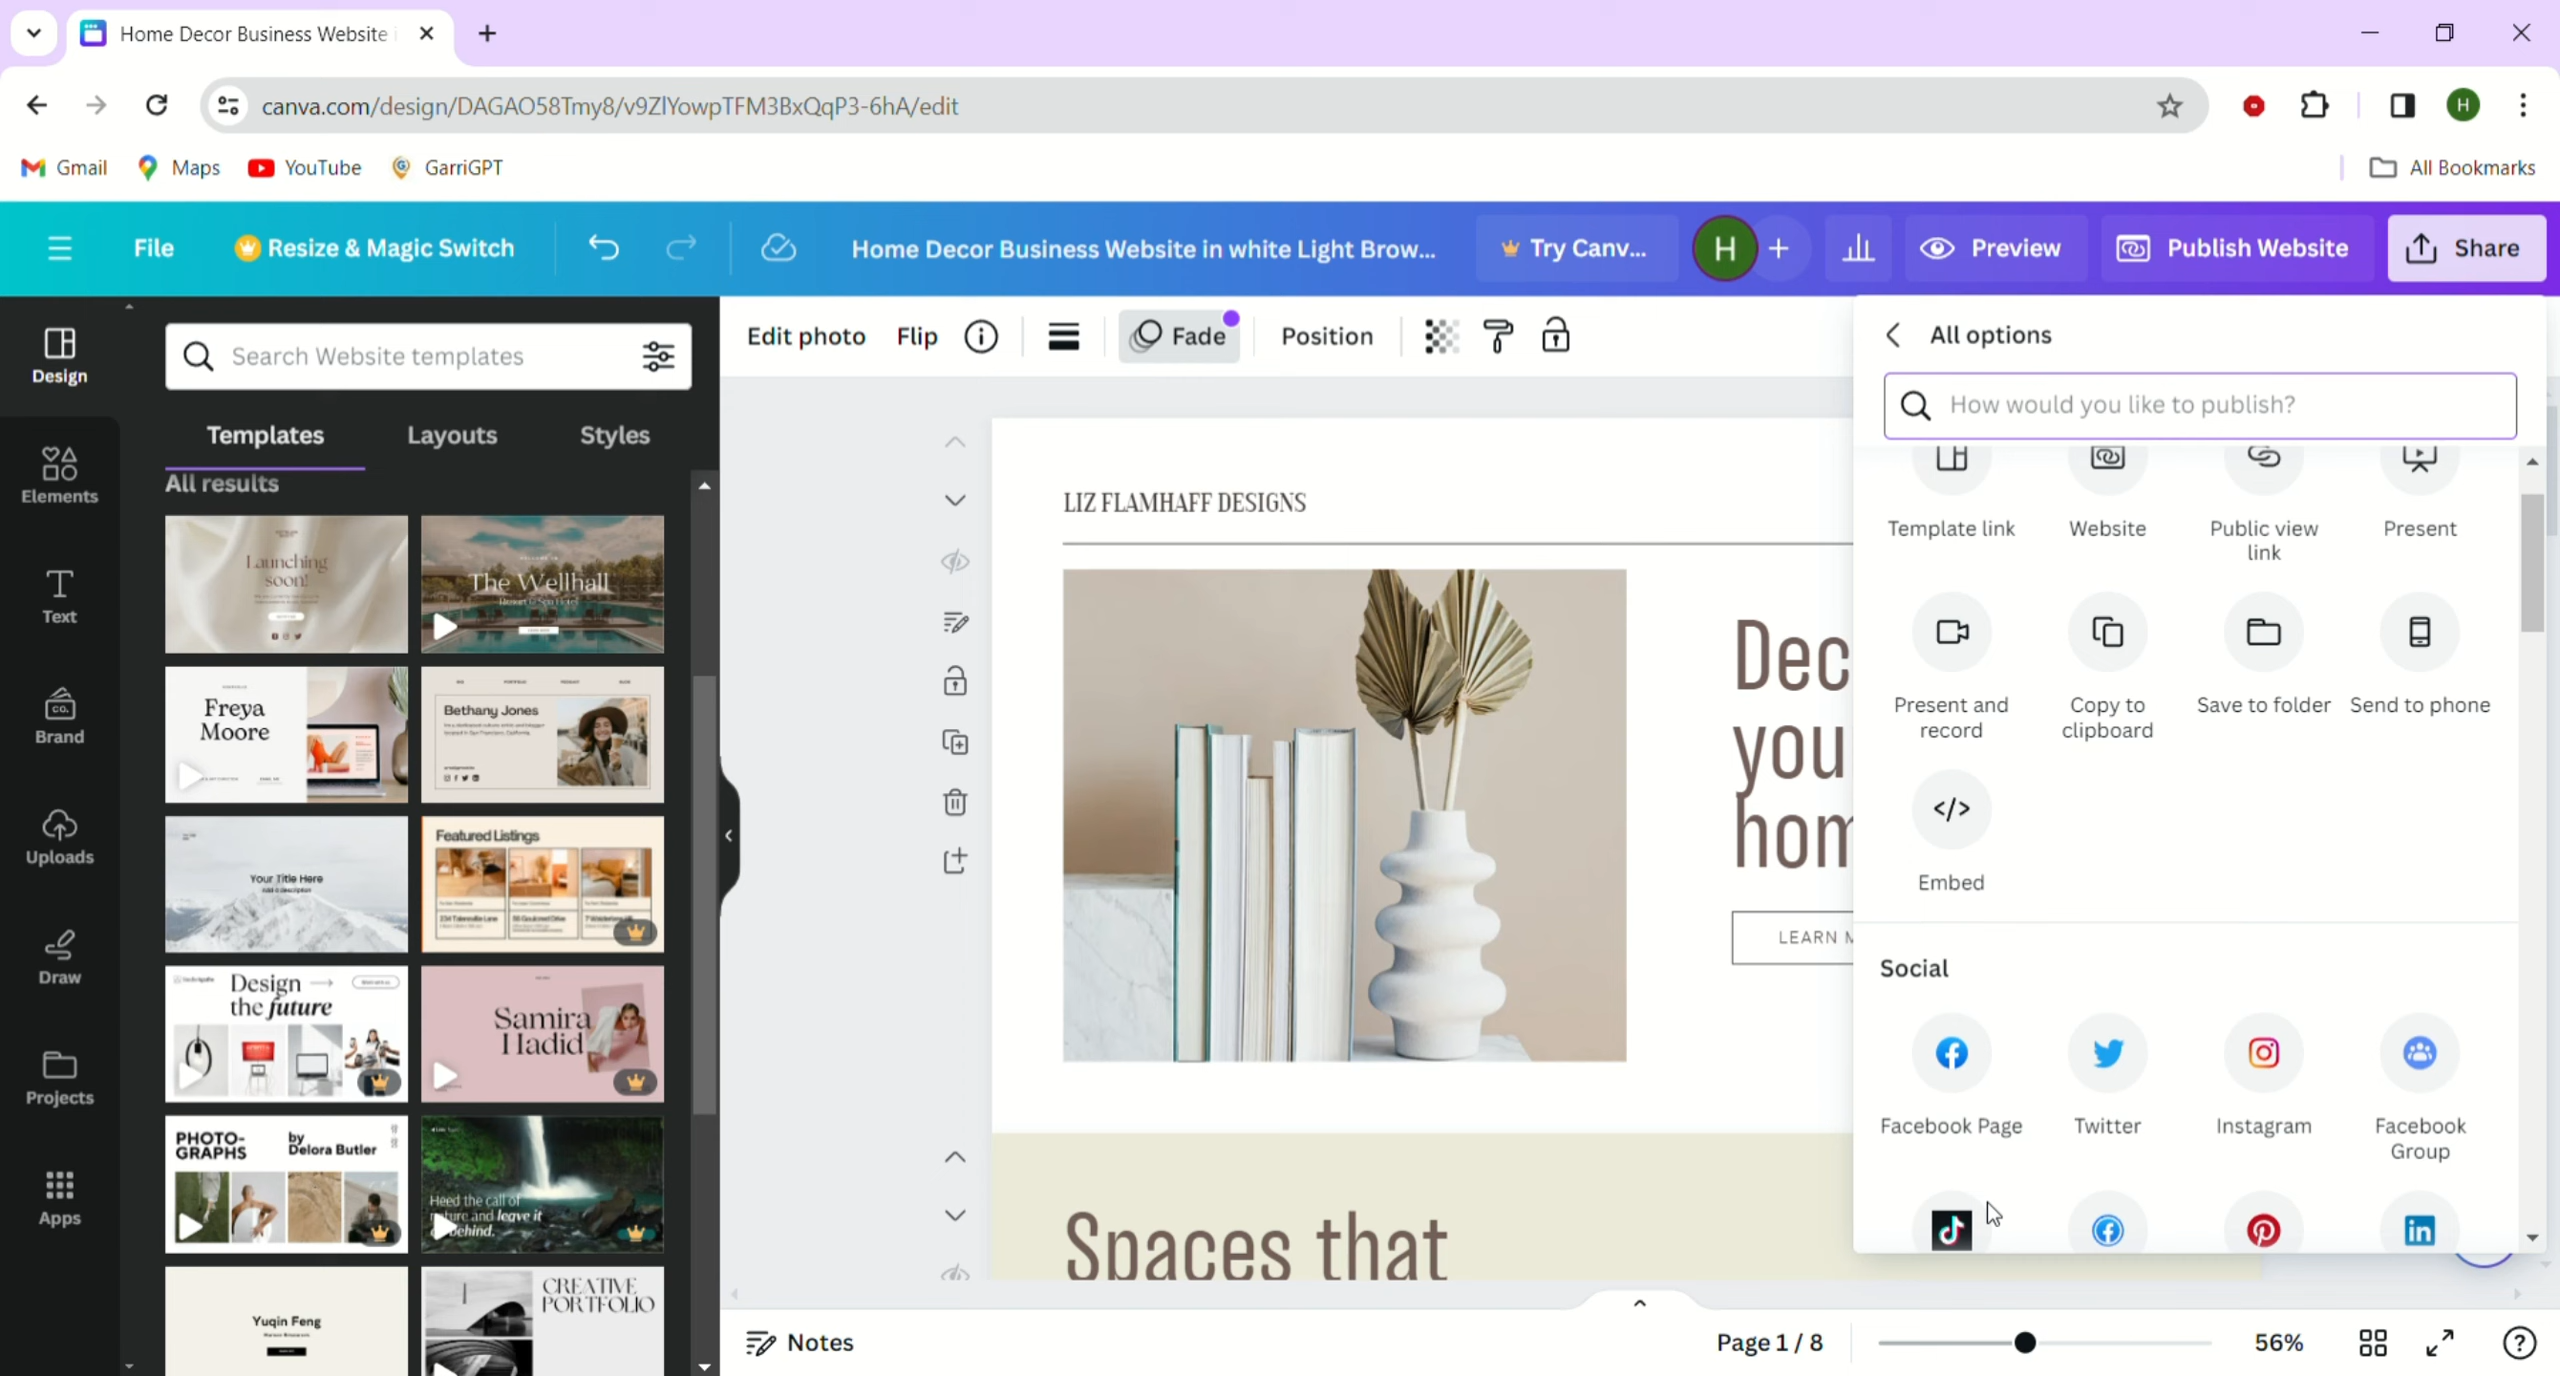 Home Decor Business Website
canva.com/design/DAGAO58Tmy8/v9ZlYowpTFM3BxQqP3-6hA/edit
H
Gmail
Maps
YouTube
GarriGPT
All Bookmarks
File
Resize & Magic Switch
Home Decor Business Website in white Light Brow...
Try Canv...
H
Preview
Publish Website
Share
Design
Elements
Text
Brand
Uploads
Draw
Projects
Apps
Search Website templates
Templates
Layouts
Styles
All results
Launching
soon!
The Wellhall
Resort & Spa Hotel
Freya
Moore
Bethany Jones
Your Title Here
Add a description
Featured Listings
Design
the future
Samira
Hadid
PHOTO-
GRAPHS
by
Delora Butler
Heed the call of
nature and leave it
behind.
Yuqin Feng
CREATIVE
PORTFOLIO
Edit photo
Flip
Fade
Position
LIZ FLAMHAFF DESIGNS
Dec
you
hom
LEARN M
Spaces that
All options
How would you like to publish?
Template link
Website
Public view
link
Present
Present and
record
Copy to
clipboard
Save to folder
Send to phone
Embed
Social
Facebook Page
Twitter
Instagram
Facebook
Group
Notes
Page 1 / 8
56%